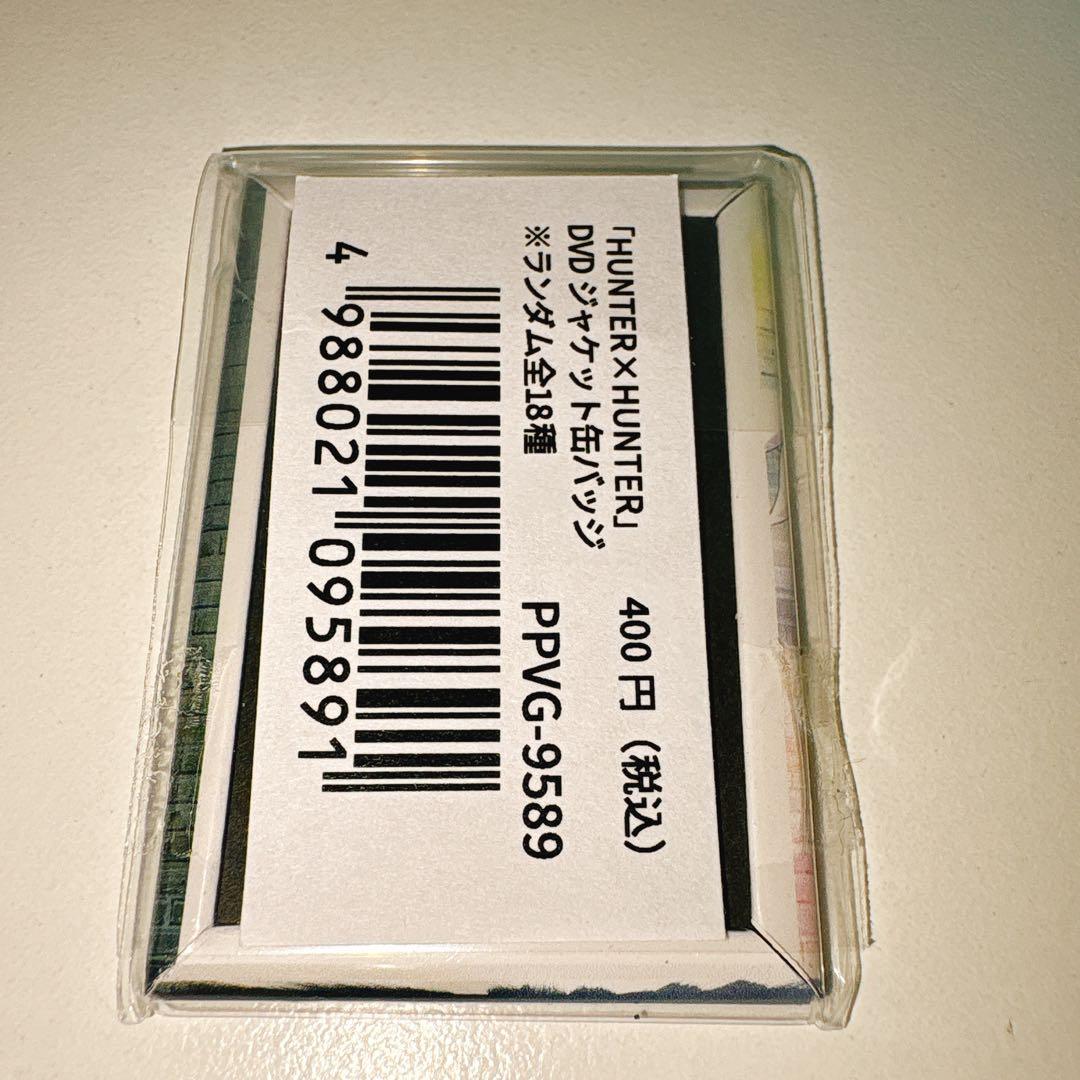 「HUNTER×HUNTER」
DVDジャケット缶バッジ 400円（税込）
※ランダム全18種 PPVG-9589
4 988021 095891